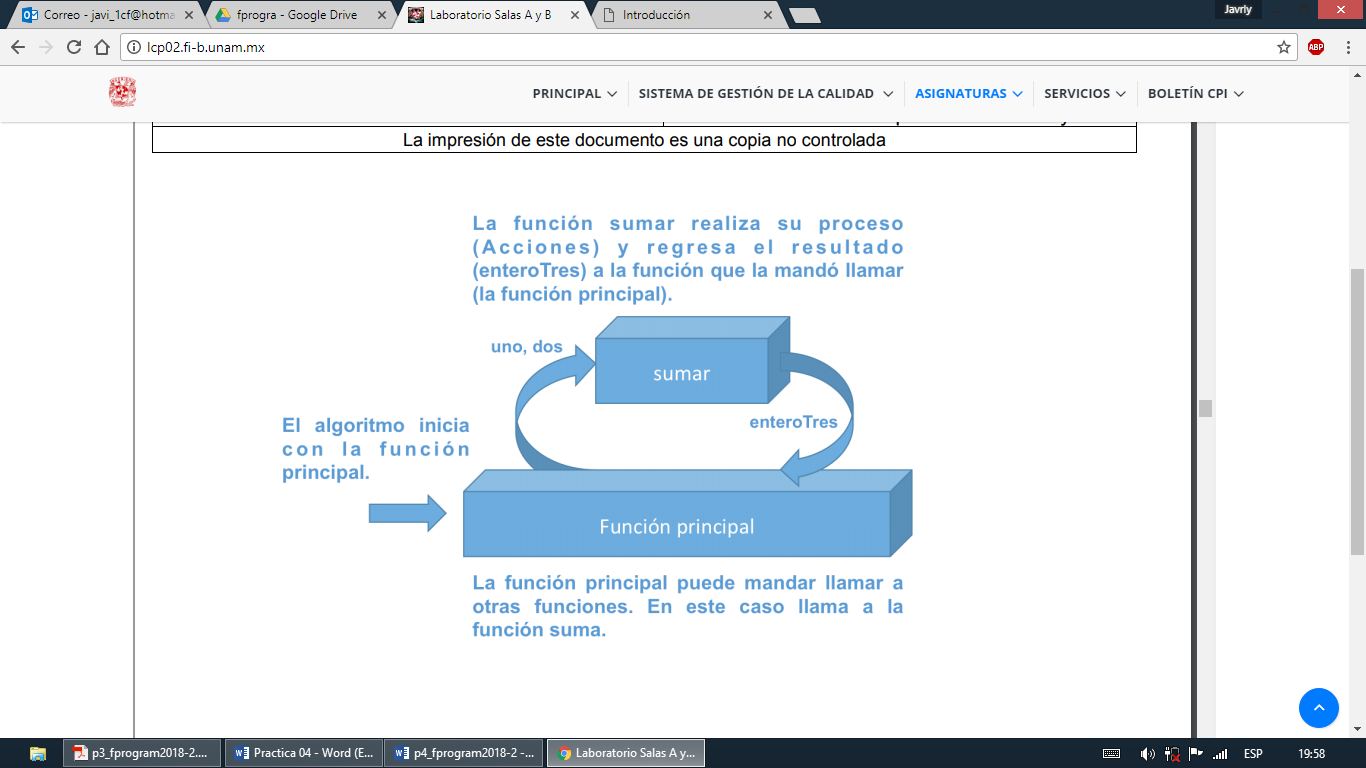 Correo - javi_1cf@hotma
fprogra - Google Drive
Laboratorio Salas A y B
Introducción
Javrly
lcp02.fi-b.unam.mx
ABP
PRINCIPAL
SISTEMA DE GESTIÓN DE LA CALIDAD
ASIGNATURAS
SERVICIOS
BOLETÍN CPI
La impresión de este documento es una copia no controlada
La función sumar realiza su proceso
(Acciones) y regresa el resultado
(enteroTres) a la función que la mandó llamar
(la función principal).
uno, dos
sumar
enteroTres
El algoritmo inicia
con la función
principal.
Función principal
La función principal puede mandar llamar a
otras funciones. En este caso llama a la
función suma.
p3_fprogram2018-2....
Practica 04 - Word (E...
p4_fprogram2018-2 -...
Laboratorio Salas A y...
ESP
19:58